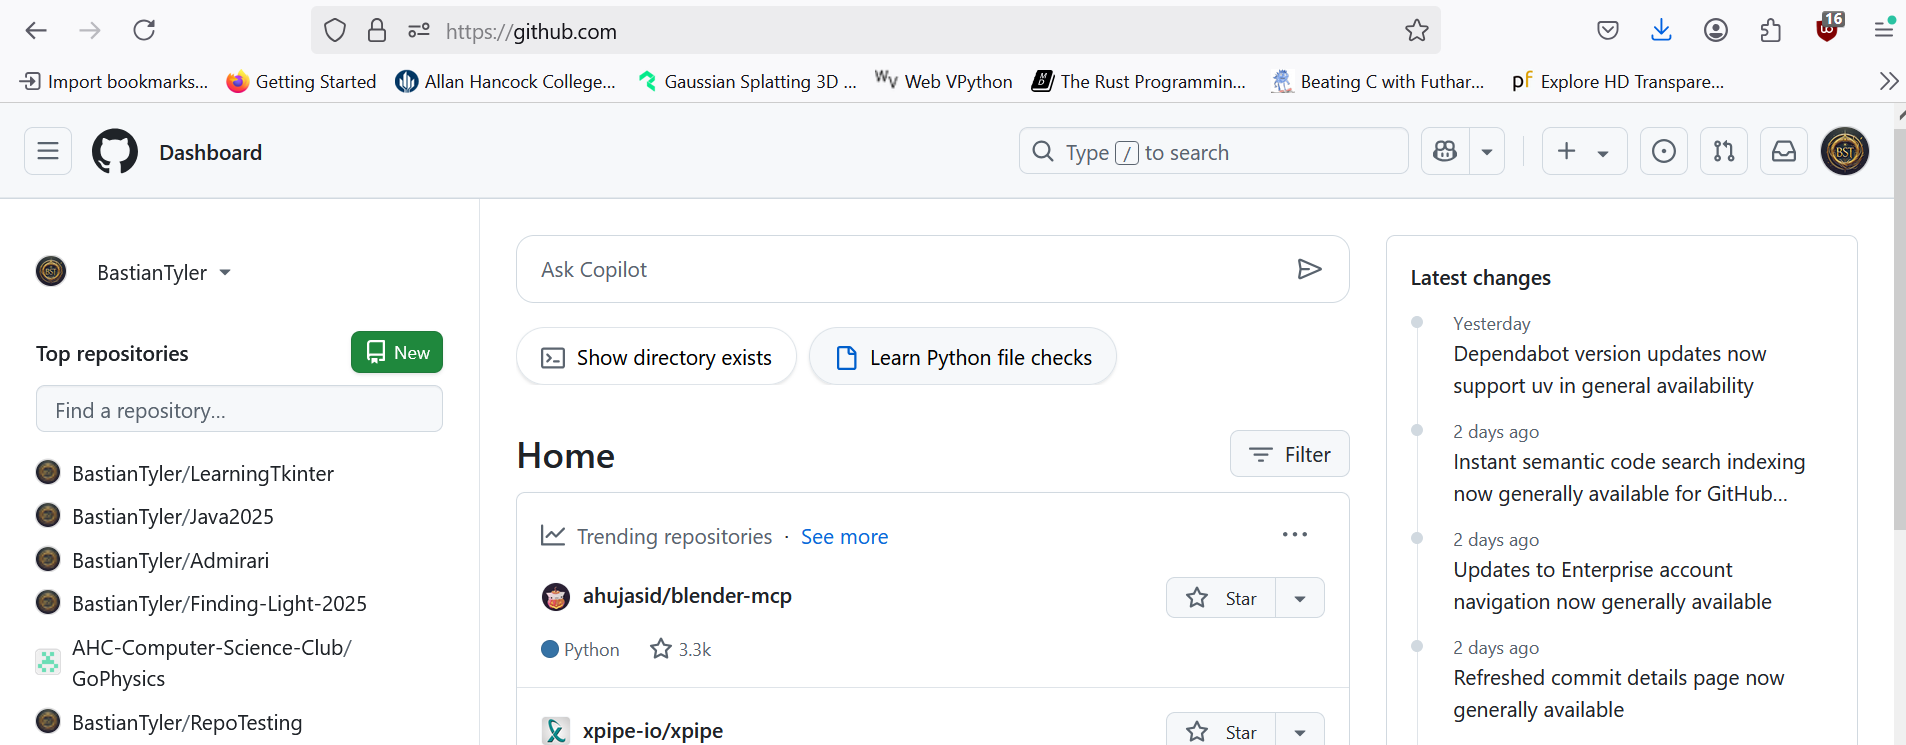 https://github.com
16
Import bookmarks...
Getting Started
Allan Hancock College...
Gaussian Splatting 3D ...
Web VPython
The Rust Programmin...
Beating C with Futhar...
pf Explore HD Transpare...
Dashboard
Type / to search
BST
BastianTyler
Top repositories
New
Find a repository...
BastianTyler/LearningTkinter
BastianTyler/Java2025
BastianTyler/Admirari
BastianTyler/Finding-Light-2025
AHC-Computer-Science-Club/
GoPhysics
BastianTyler/RepoTesting
Ask Copilot
Show directory exists
Learn Python file checks
Home
Filter
Trending repositories · See more
ahujasid/blender-mcp
Star
Python
3.3k
xpipe-io/xpipe
Star
Latest changes
Yesterday
Dependabot version updates now
support uv in general availability
2 days ago
Instant semantic code search indexing
now generally available for GitHub...
2 days ago
Updates to Enterprise account
navigation now generally available
2 days ago
Refreshed commit details page now
generally available